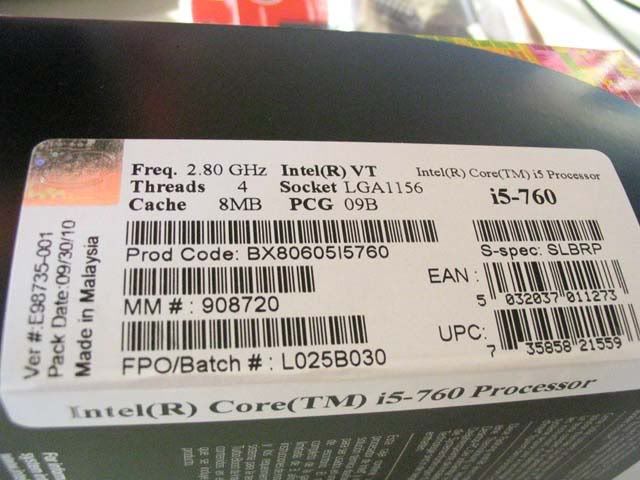 Freq. 2.80 GHz Intel(R) VT
Threads 4 Socket LGA1156
Cache 8MB PCG 09B
Intel(R) Core(TM) i5 Processor
i5-760
Prod Code: BX80605I5760
S-spec: SLBRP
MM # : 908720
EAN :
5 032037 011273
FPO/Batch # : L025B030
UPC:
7 35858 21559
Ver #:E98735-001
Pack Date:09/30/10
Made in Malaysia
Intel(R) Core(TM) i5-760 Processor